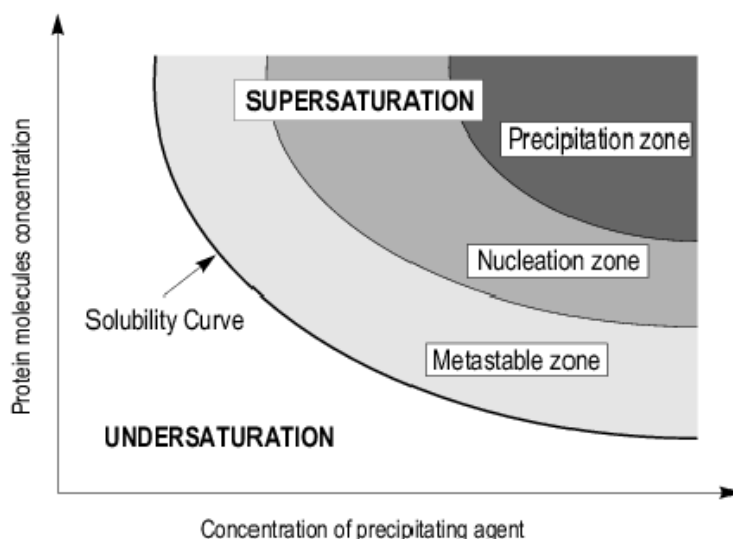 Protein molecules concentration
SUPERSATURATION
Precipitation zone
Nucleation zone
Solubility Curve
Metastable zone
UNDERSATURATION
Concentration of precipitating agent